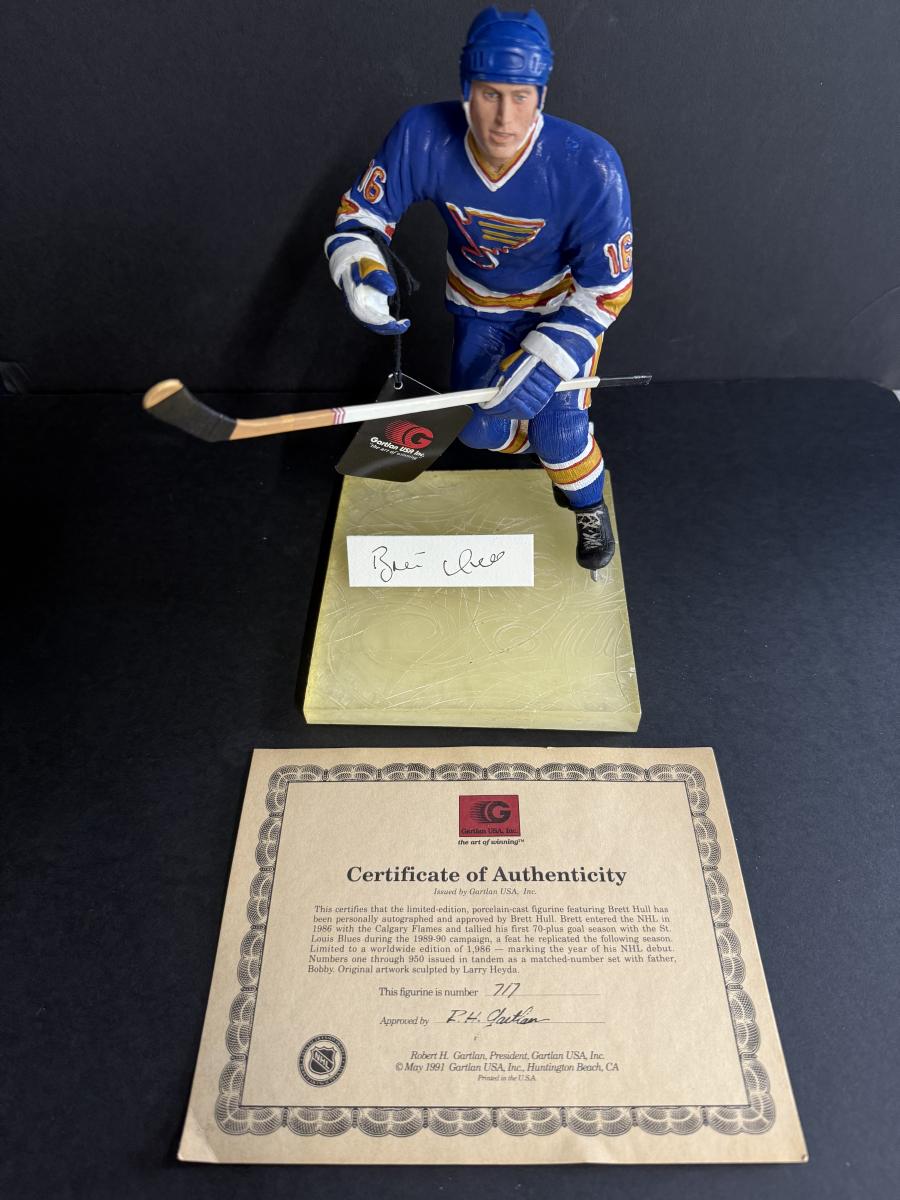 16
16
G
Gartlan USA Inc.
"the art of winning"
Brett Hull
G
Gartlan USA, Inc.
the art of winning™
Certificate of Authenticity
Issued by Gartlan USA, Inc.
This certifies that the limited-edition, porcelain-cast figurine featuring Brett Hull has
been personally autographed and approved by Brett Hull. Brett entered the NHL in
1986 with the Calgary Flames and tallied his first 70-plus goal season with the St.
Louis Blues during the 1989-90 campaign, a feat he replicated the following season.
Limited to a worldwide edition of 1,986 — marking the year of his NHL debut.
Numbers one through 950 issued in tandem as a matched-number set with father,
Bobby. Original artwork sculpted by Larry Heyda.
This figurine is number 717
Approved by R.H. Gartlan
NHL
Robert H. Gartlan, President, Gartlan USA, Inc.
© May 1991 Gartlan USA, Inc., Huntington Beach, CA
Printed in the U.S.A.